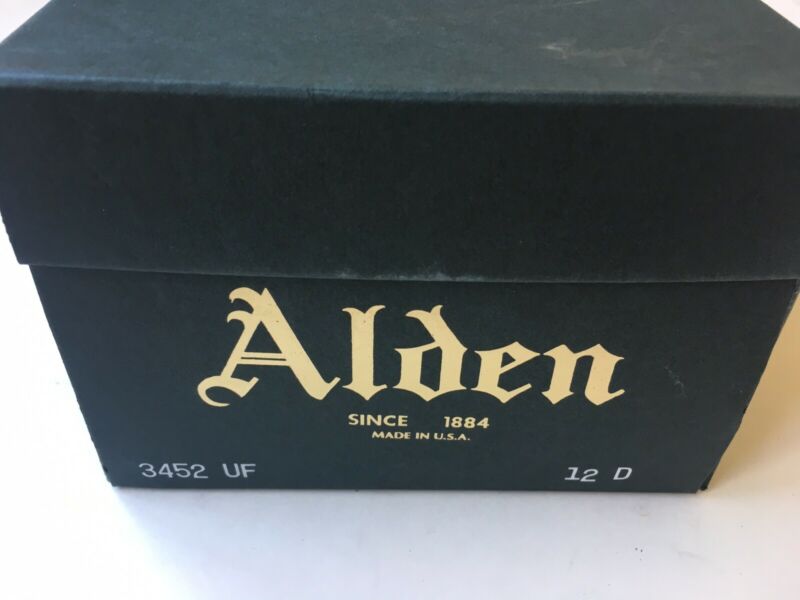 Alden
SINCE 1884
MADE IN U.S.A.
3452 UF 12 D